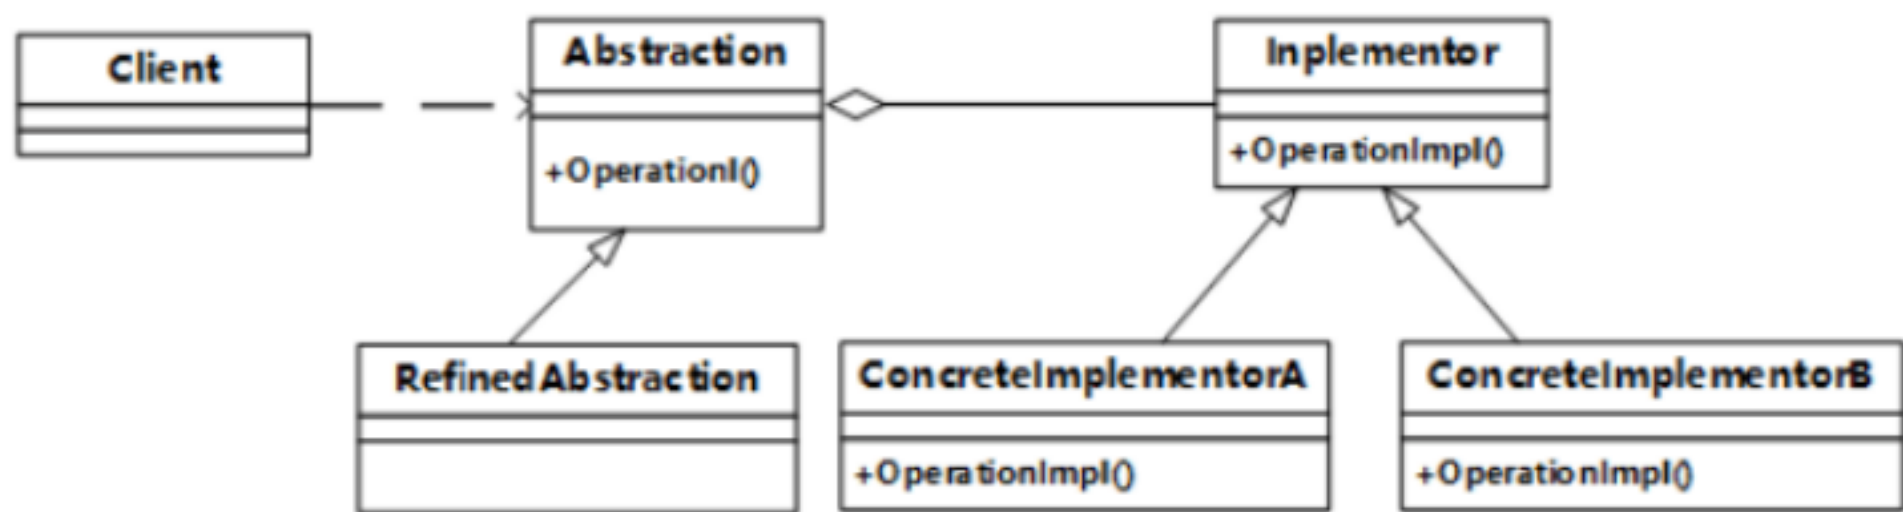 Client
Abstraction
+OperationI()
Inplementor
+OperationImpl()
RefinedAbstraction
ConcreteImplementorA
+OperationImpl()
ConcreteImplementorB
+OperationImpl()